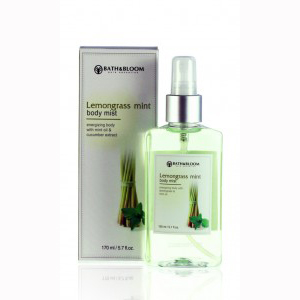 BATH&BLOOM
Lemongrass mint
body mist
energizing body
with mint oil &
cucumber extract
170 ml/5.7 fl.oz.
BATH&BLOOM
Lemongrass mint
body mist